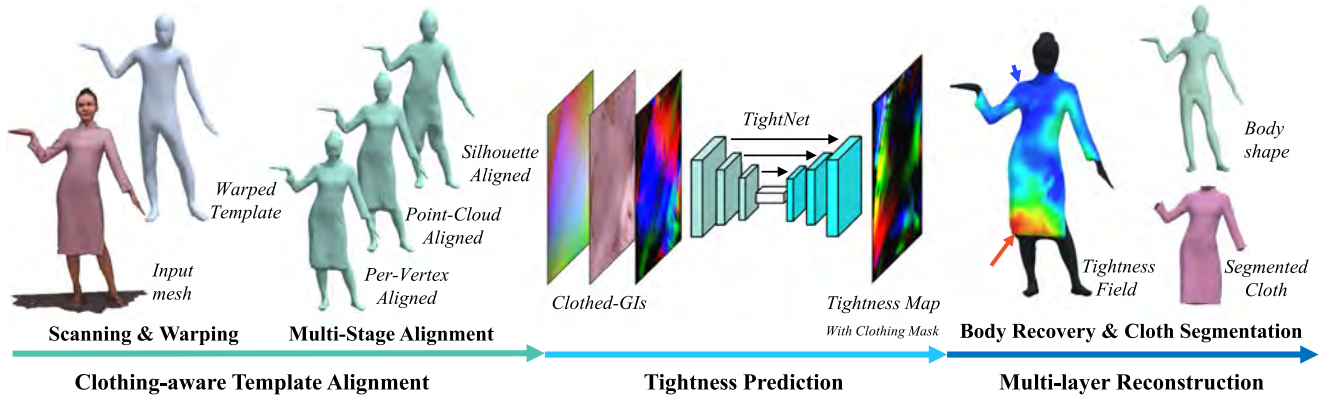 Warped
Template
Input
mesh
Silhouette
Aligned
Point-Cloud
Aligned
Per-Vertex
Aligned
Scanning & Warping
Multi-Stage Alignment
Clothing-aware Template Alignment
TightNet
Clothed-GIs
Tightness Map
With Clothing Mask
Tightness Prediction
Body
shape
Tightness
Field
Segmented
Cloth
Body Recovery & Cloth Segmentation
Multi-layer Reconstruction